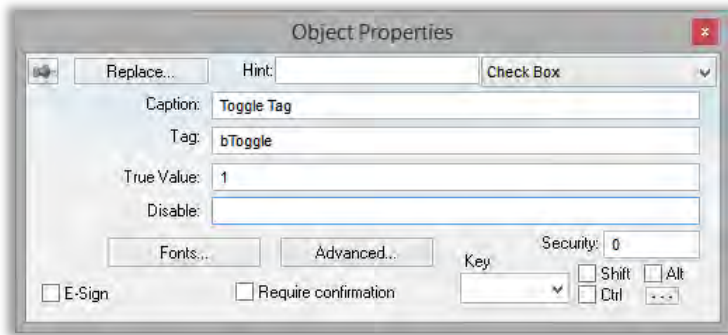 Object Properties
x
Replace... Hint: Check Box
Caption: Toggle Tag
Tag: bToggle
True Value: 1
Disable:
Fonts... Advanced... Key Security: 0
Shift Alt
E-Sign Require confirmation Ctrl ...